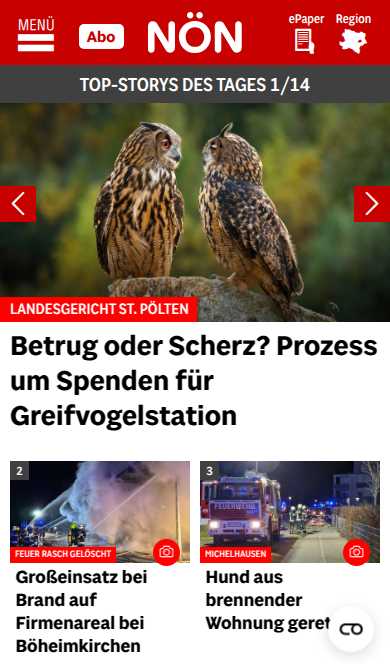 MENÜ
Abo
NÖN
ePaper
Region
TOP-STORYS DES TAGES 1/14
LANDESGERICHT ST. PÖLTEN
Betrug oder Scherz? Prozess
um Spenden für
Greifvogelstation
2
FEUER RASCH GELÖSCHT
Großeinsatz bei
Brand auf
Firmenareal bei
Böheimkirchen
3
FEUERWEHR
MICHELHAUSEN
Hund aus
brennender
Wohnung geret